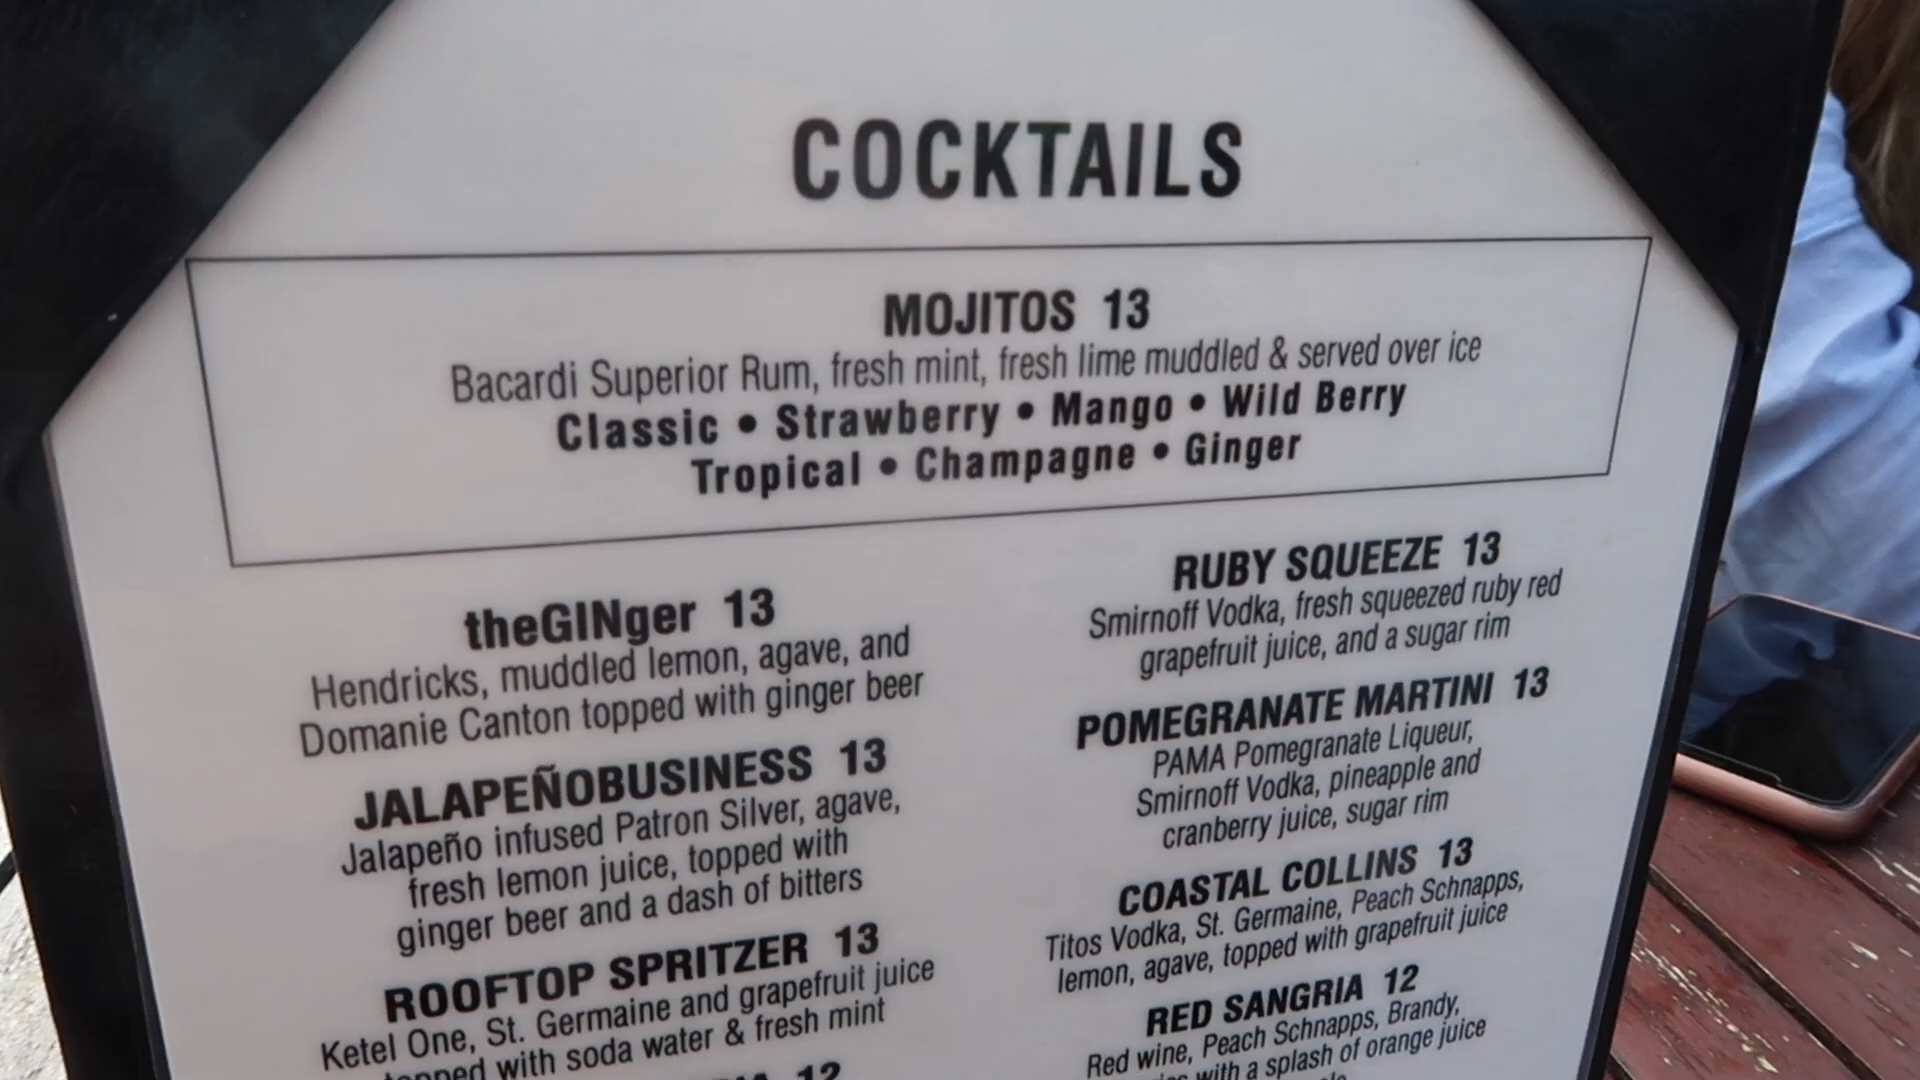 COCKTAILS
MOJITOS 13
Bacardi Superior Rum, fresh mint, fresh lime muddled & served over ice
Classic • Strawberry • Mango • Wild Berry
Tropical • Champagne • Ginger
theGINger 13
Hendricks, muddled lemon, agave, and
Domanie Canton topped with ginger beer
JALAPEÑOBUSINESS 13
Jalapeño infused Patron Silver, agave,
fresh lemon juice, topped with
ginger beer and a dash of bitters
ROOFTOP SPRITZER 13
Ketel One, St. Germaine and grapefruit juice
topped with soda water & fresh mint
12
RUBY SQUEEZE 13
Smirnoff Vodka, fresh squeezed ruby red
grapefruit juice, and a sugar rim
POMEGRANATE MARTINI 13
PAMA Pomegranate Liqueur,
Smirnoff Vodka, pineapple and
cranberry juice, sugar rim
COASTAL COLLINS 13
Titos Vodka, St. Germaine, Peach Schnapps,
lemon, agave, topped with grapefruit juice
RED SANGRIA 12
Red wine, Peach Schnapps, Brandy,
with a splash of orange juice